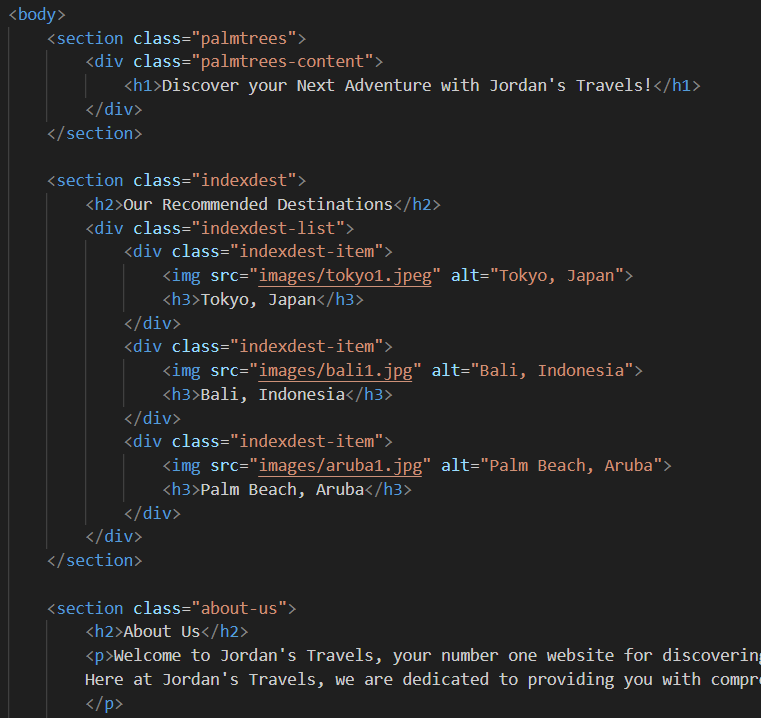 <body>
<section class="palmtrees">
<div class="palmtrees-content">
<h1>Discover your Next Adventure with Jordan's Travels!</h1>
</div>
</section>
<section class="indexdest">
<h2>Our Recommended Destinations</h2>
<div class="indexdest-list">
<div class="indexdest-item">
<img src="images/tokyo1.jpeg" alt="Tokyo, Japan">
<h3>Tokyo, Japan</h3>
</div>
<div class="indexdest-item">
<img src="images/bali1.jpg" alt="Bali, Indonesia">
<h3>Bali, Indonesia</h3>
</div>
<div class="indexdest-item">
<img src="images/aruba1.jpg" alt="Palm Beach, Aruba">
<h3>Palm Beach, Aruba</h3>
</div>
</div>
</section>
<section class="about-us">
<h2>About Us</h2>
<p>Welcome to Jordan's Travels, your number one website for discovering
Here at Jordan's Travels, we are dedicated to providing you with compre
</p>